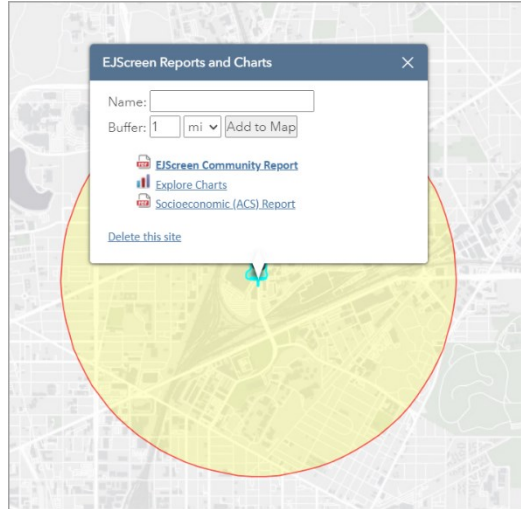 EJScreen Reports and Charts
Name:
Buffer: 1 mi Add to Map
EJScreen Community Report
Explore Charts
Socioeconomic (ACS) Report
Delete this site